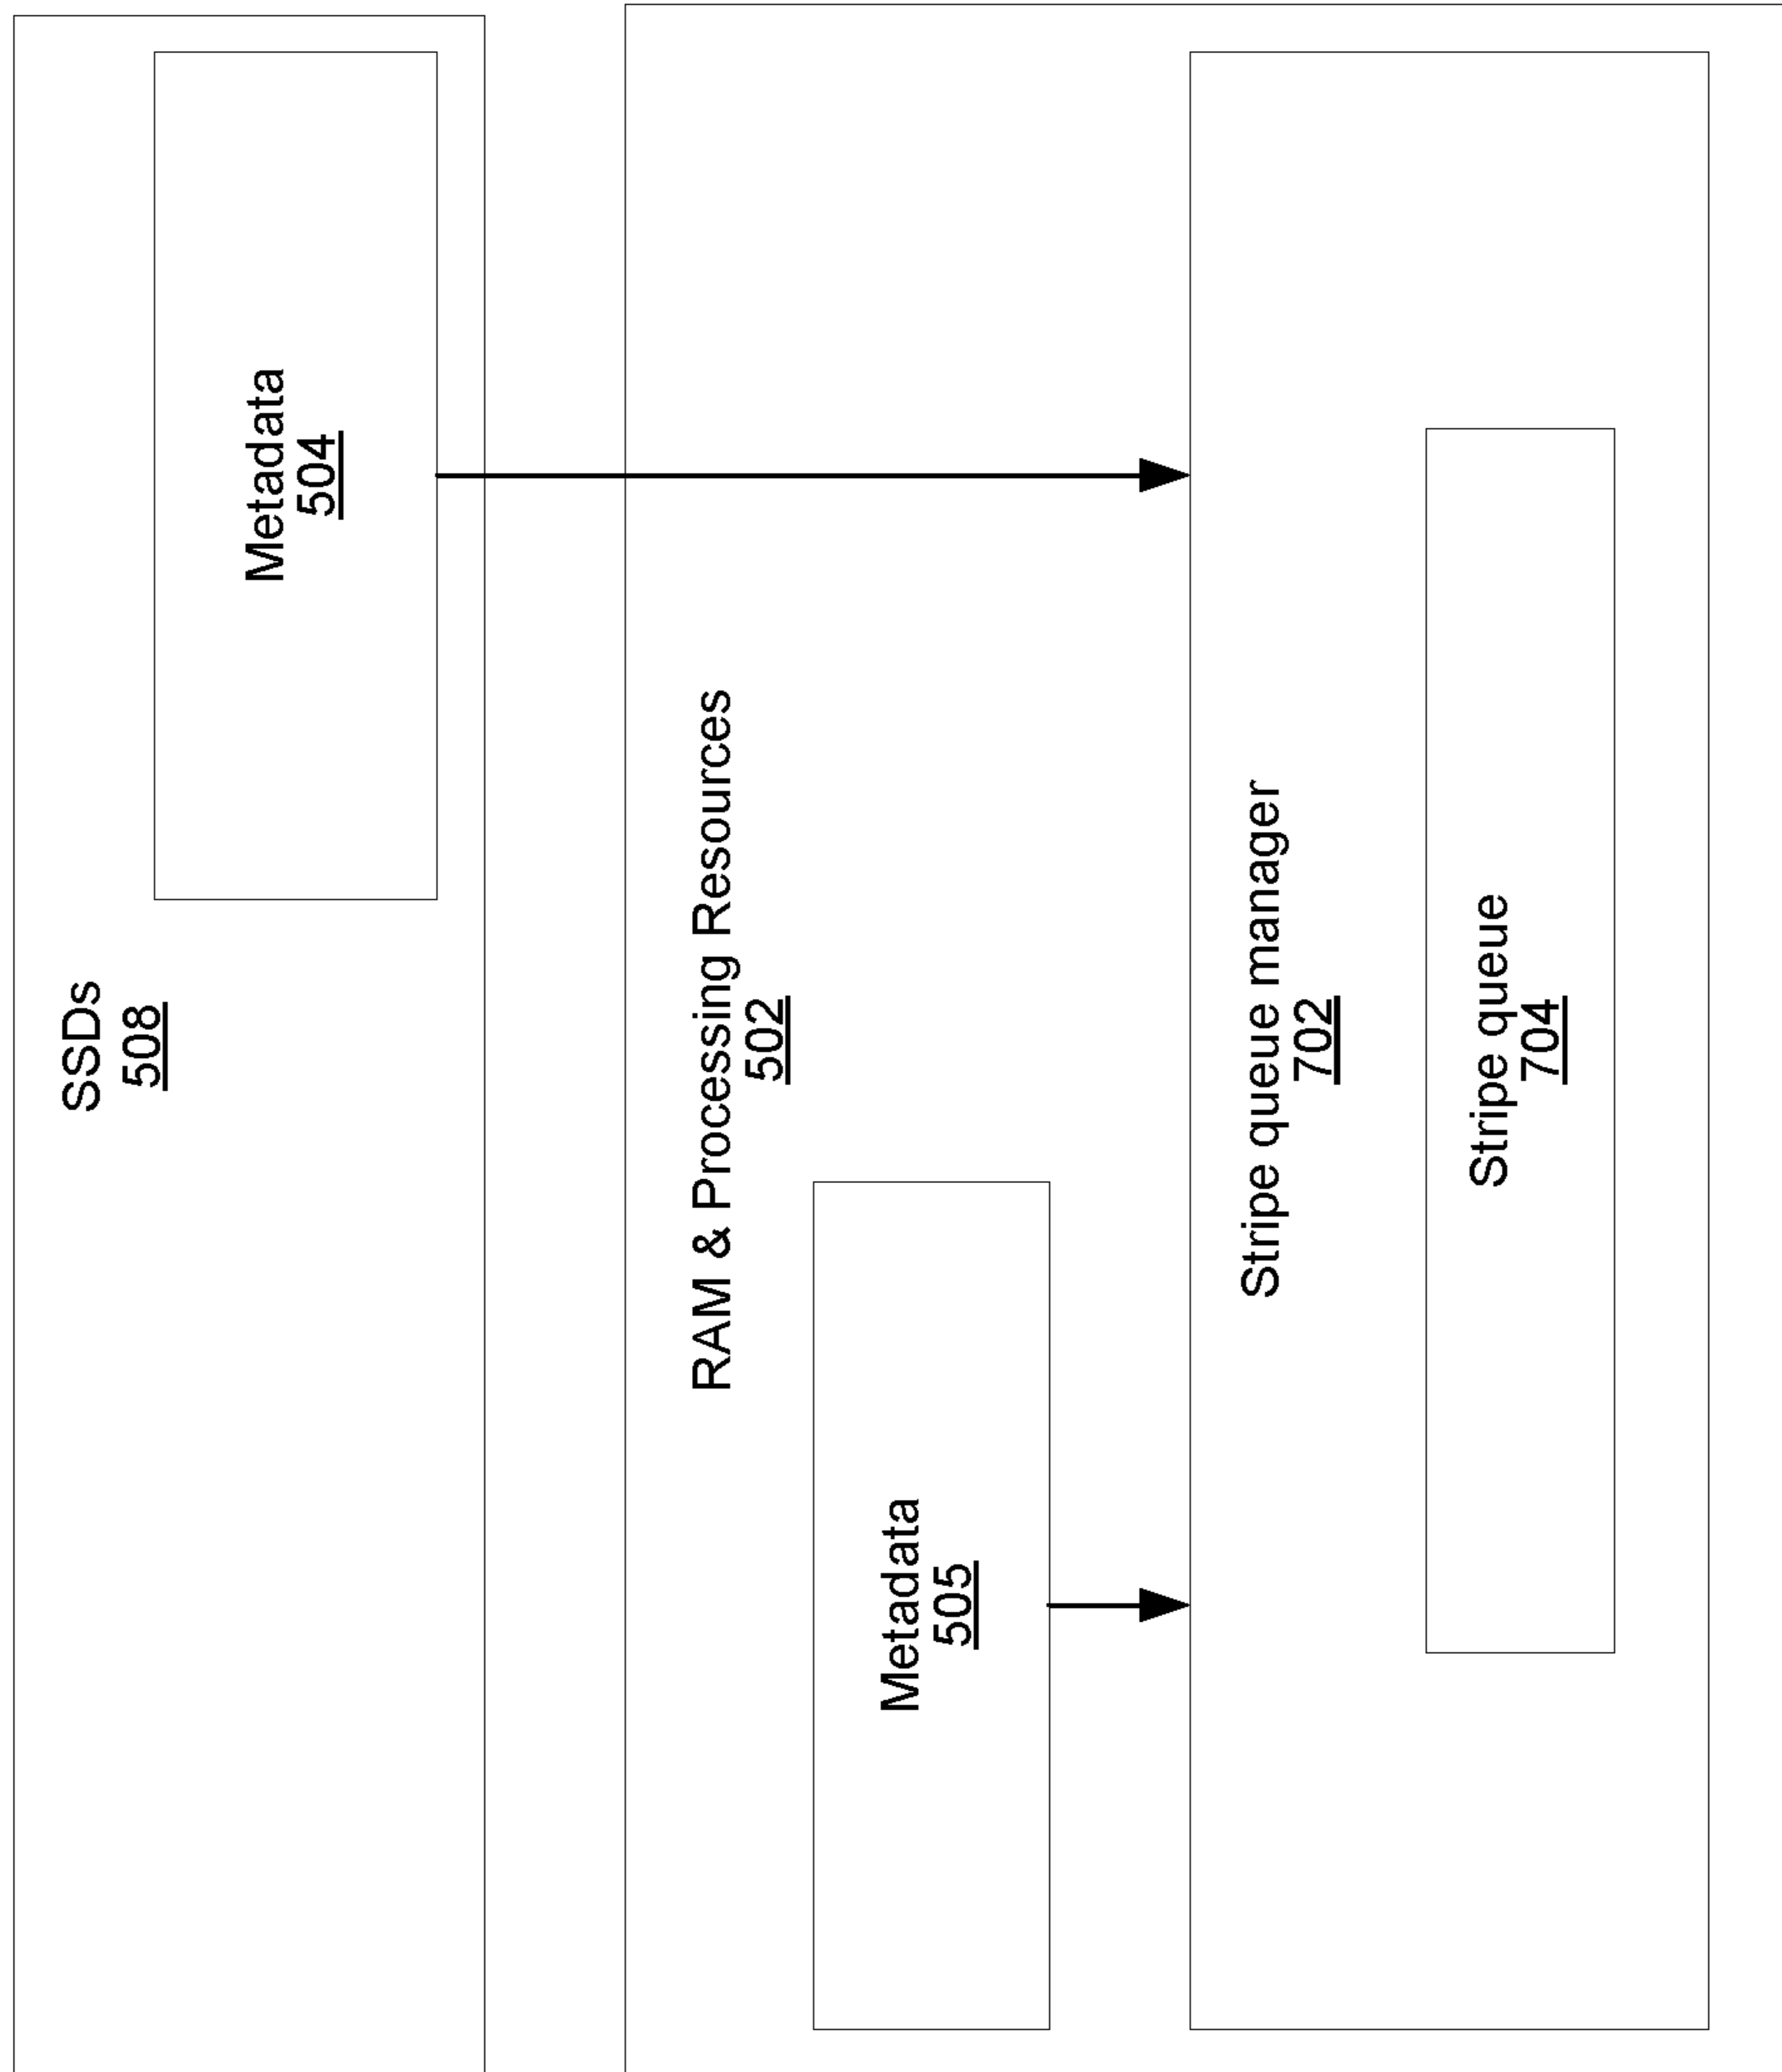 SSDs
508
Metadata
504
RAM & Processing Resources
502
Metadata
505
Stripe queue manager
702
Stripe queue
704